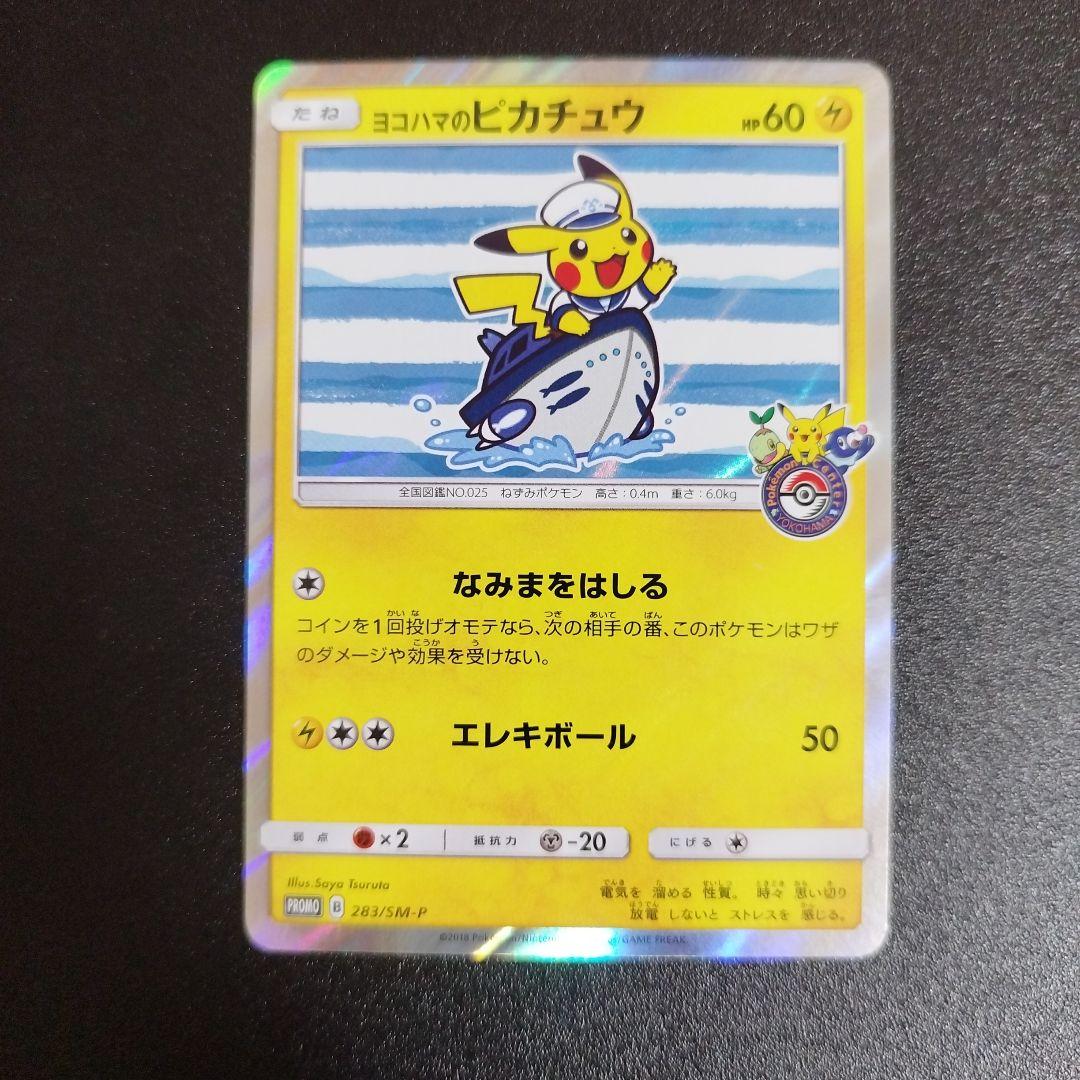 たね ヨコハマのピカチュウ HP60
Pokémon Center
YOKOHAMA
全国図鑑NO.025 ねずみポケモン 高さ:0.4m 重さ:6.0kg
なみまをはしる
コインを1回投げオモテなら、次の相手の番、このポケモンはワザ
のダメージや効果を受けない。
エレキボール 50
弱点 ×2 抵抗力 -20 にげる
Illus.Saya Tsuruta
電気を 溜める 性質。時々 思い切り
放電 しないと ストレスを 感じる。
PROMO B 283/SM-P
©2018 Pokémon/Nintendo /GAME FREAK.